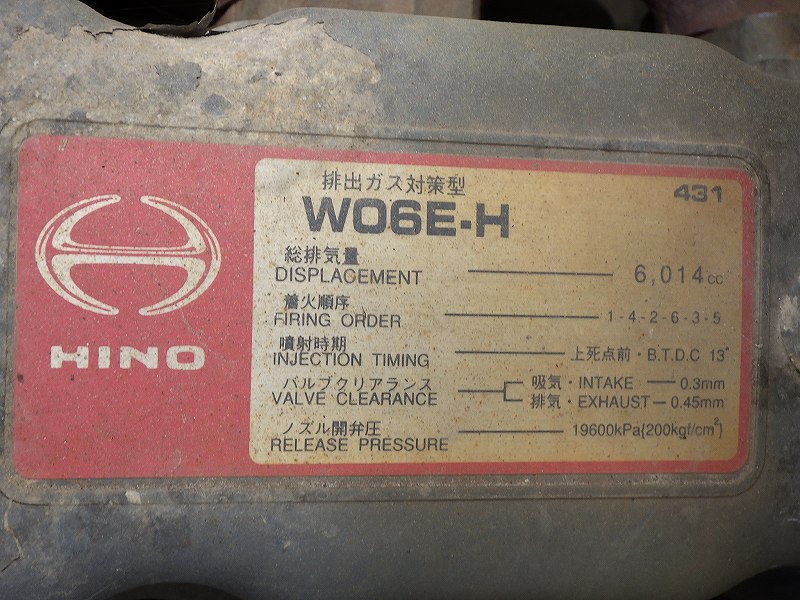 HINO
排出ガス対策型
W06E-H
431
総排気量
DISPLACEMENT 6,014cc
着火順序
FIRING ORDER 1-4-2-6-3-5
噴射時期
INJECTION TIMING 上死点前・B.T.D.C 13°
バルブクリアランス
VALVE CLEARANCE
吸気・INTAKE 0.3mm
排気・EXHAUST 0.45mm
ノズル開弁圧
RELEASE PRESSURE 19600kPa{200kgf/cm²}